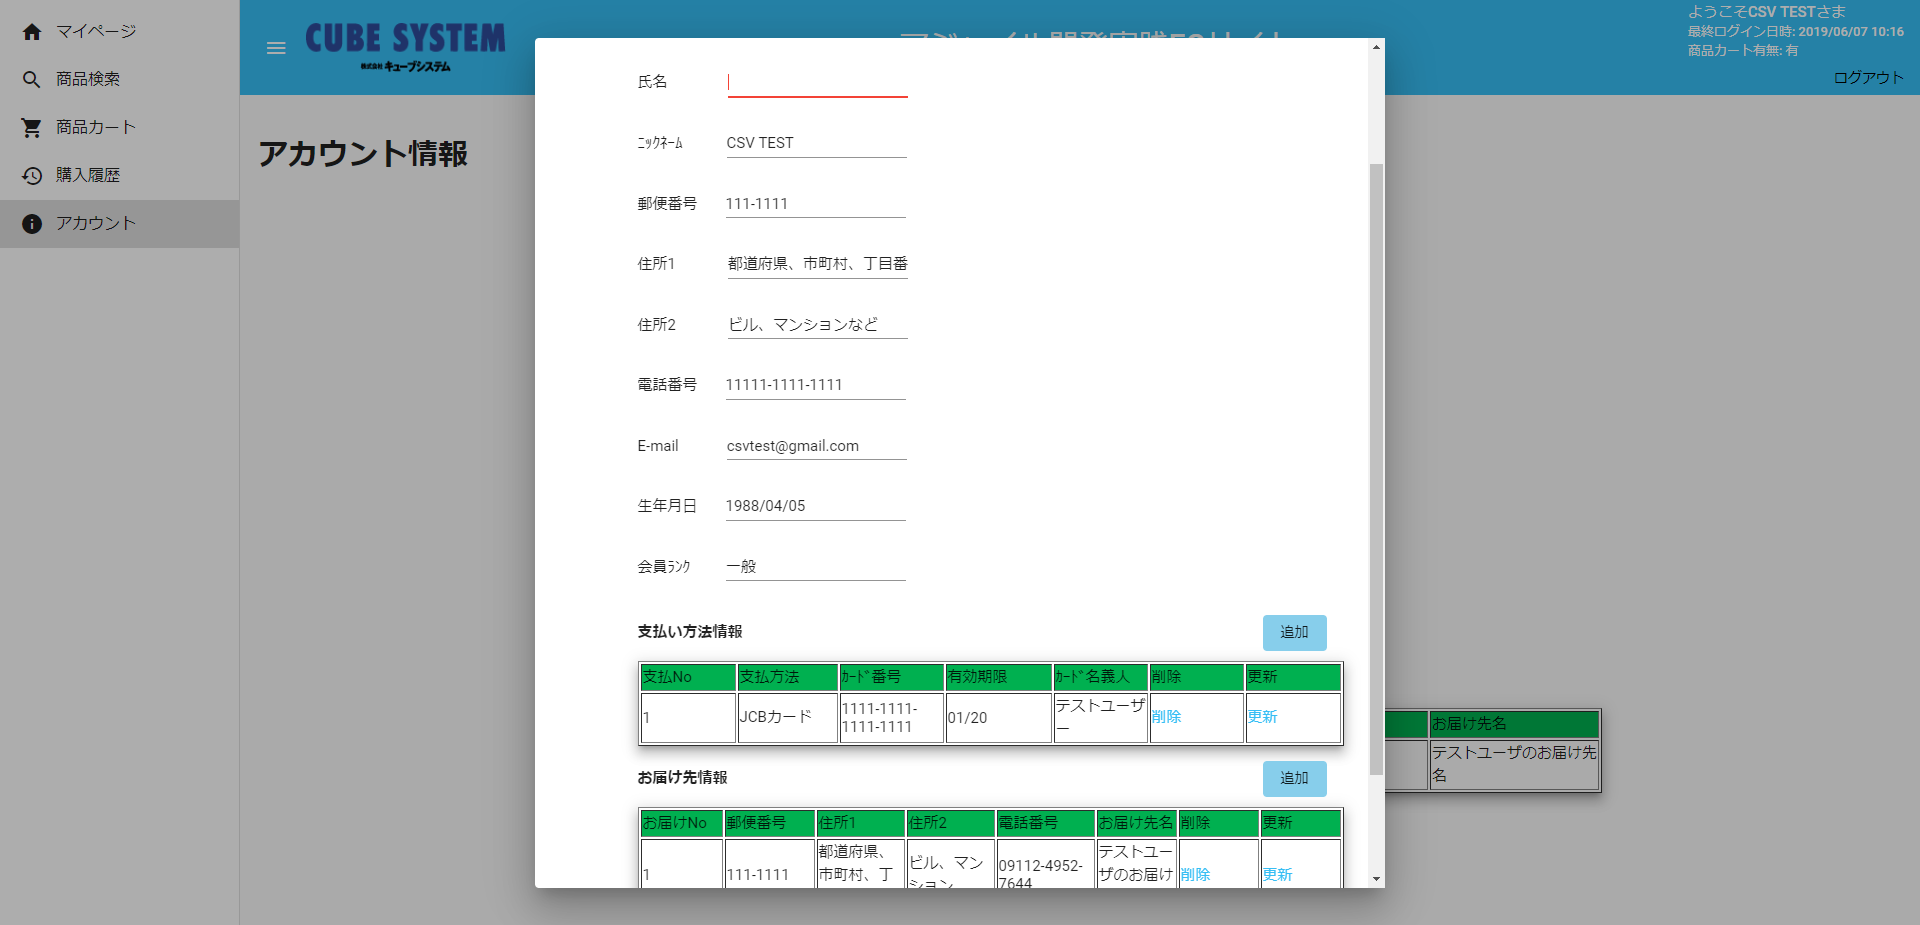 マイページ
商品検索
商品カート
購入履歴
アカウント
CUBE SYSTEM
株式会社 キューブシステム
ようこそCSV TESTさま
最終ログイン日時: 2019/06/07 10:16
商品カート有無: 有
ログアウト
アカウント情報
氏名
ﾆｯｸﾈｰﾑ CSV TEST
郵便番号 111-1111
住所1 都道府県、市町村、丁目番
住所2 ビル、マンションなど
電話番号 11111-1111-1111
E-mail csvtest@gmail.com
生年月日 1988/04/05
会員ﾗﾝｸ 一般
支払い方法情報 追加
支払No 支払方法 ｶｰﾄﾞ番号 有効期限 ｶｰﾄﾞ名義人 削除 更新
1 JCBカード 1111-1111-1111-1111 01/20 テストユーザー 削除 更新
お届け先情報 追加
お届けNo 郵便番号 住所1 住所2 電話番号 お届け先名 削除 更新
1 111-1111 都道府県、市町村、丁 ビル、マンション 09112-4952-7644 テストユーザのお届け 削除 更新
お届け先名
テストユーザのお届け先名